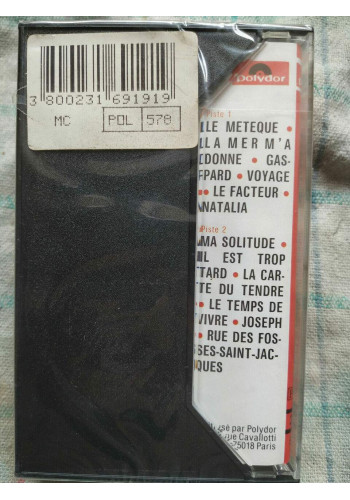 3 800231 691919
MC POL 578
polydor
Piste 1
LE METEQUE •
LA MER M'A
DONNE • GAS-
PARD • VOYAGE
• LE FACTEUR •
NATALIA
Piste 2
MA SOLITUDE •
IL EST TROP
TARD • LA CAR-
TE DU TENDRE
• LE TEMPS DE
VIVRE • JOSEPH
• RUE DES FOS-
SES-SAINT-JAC-
QUES
sé par Polydor
rue Cavallotti
75018 Paris